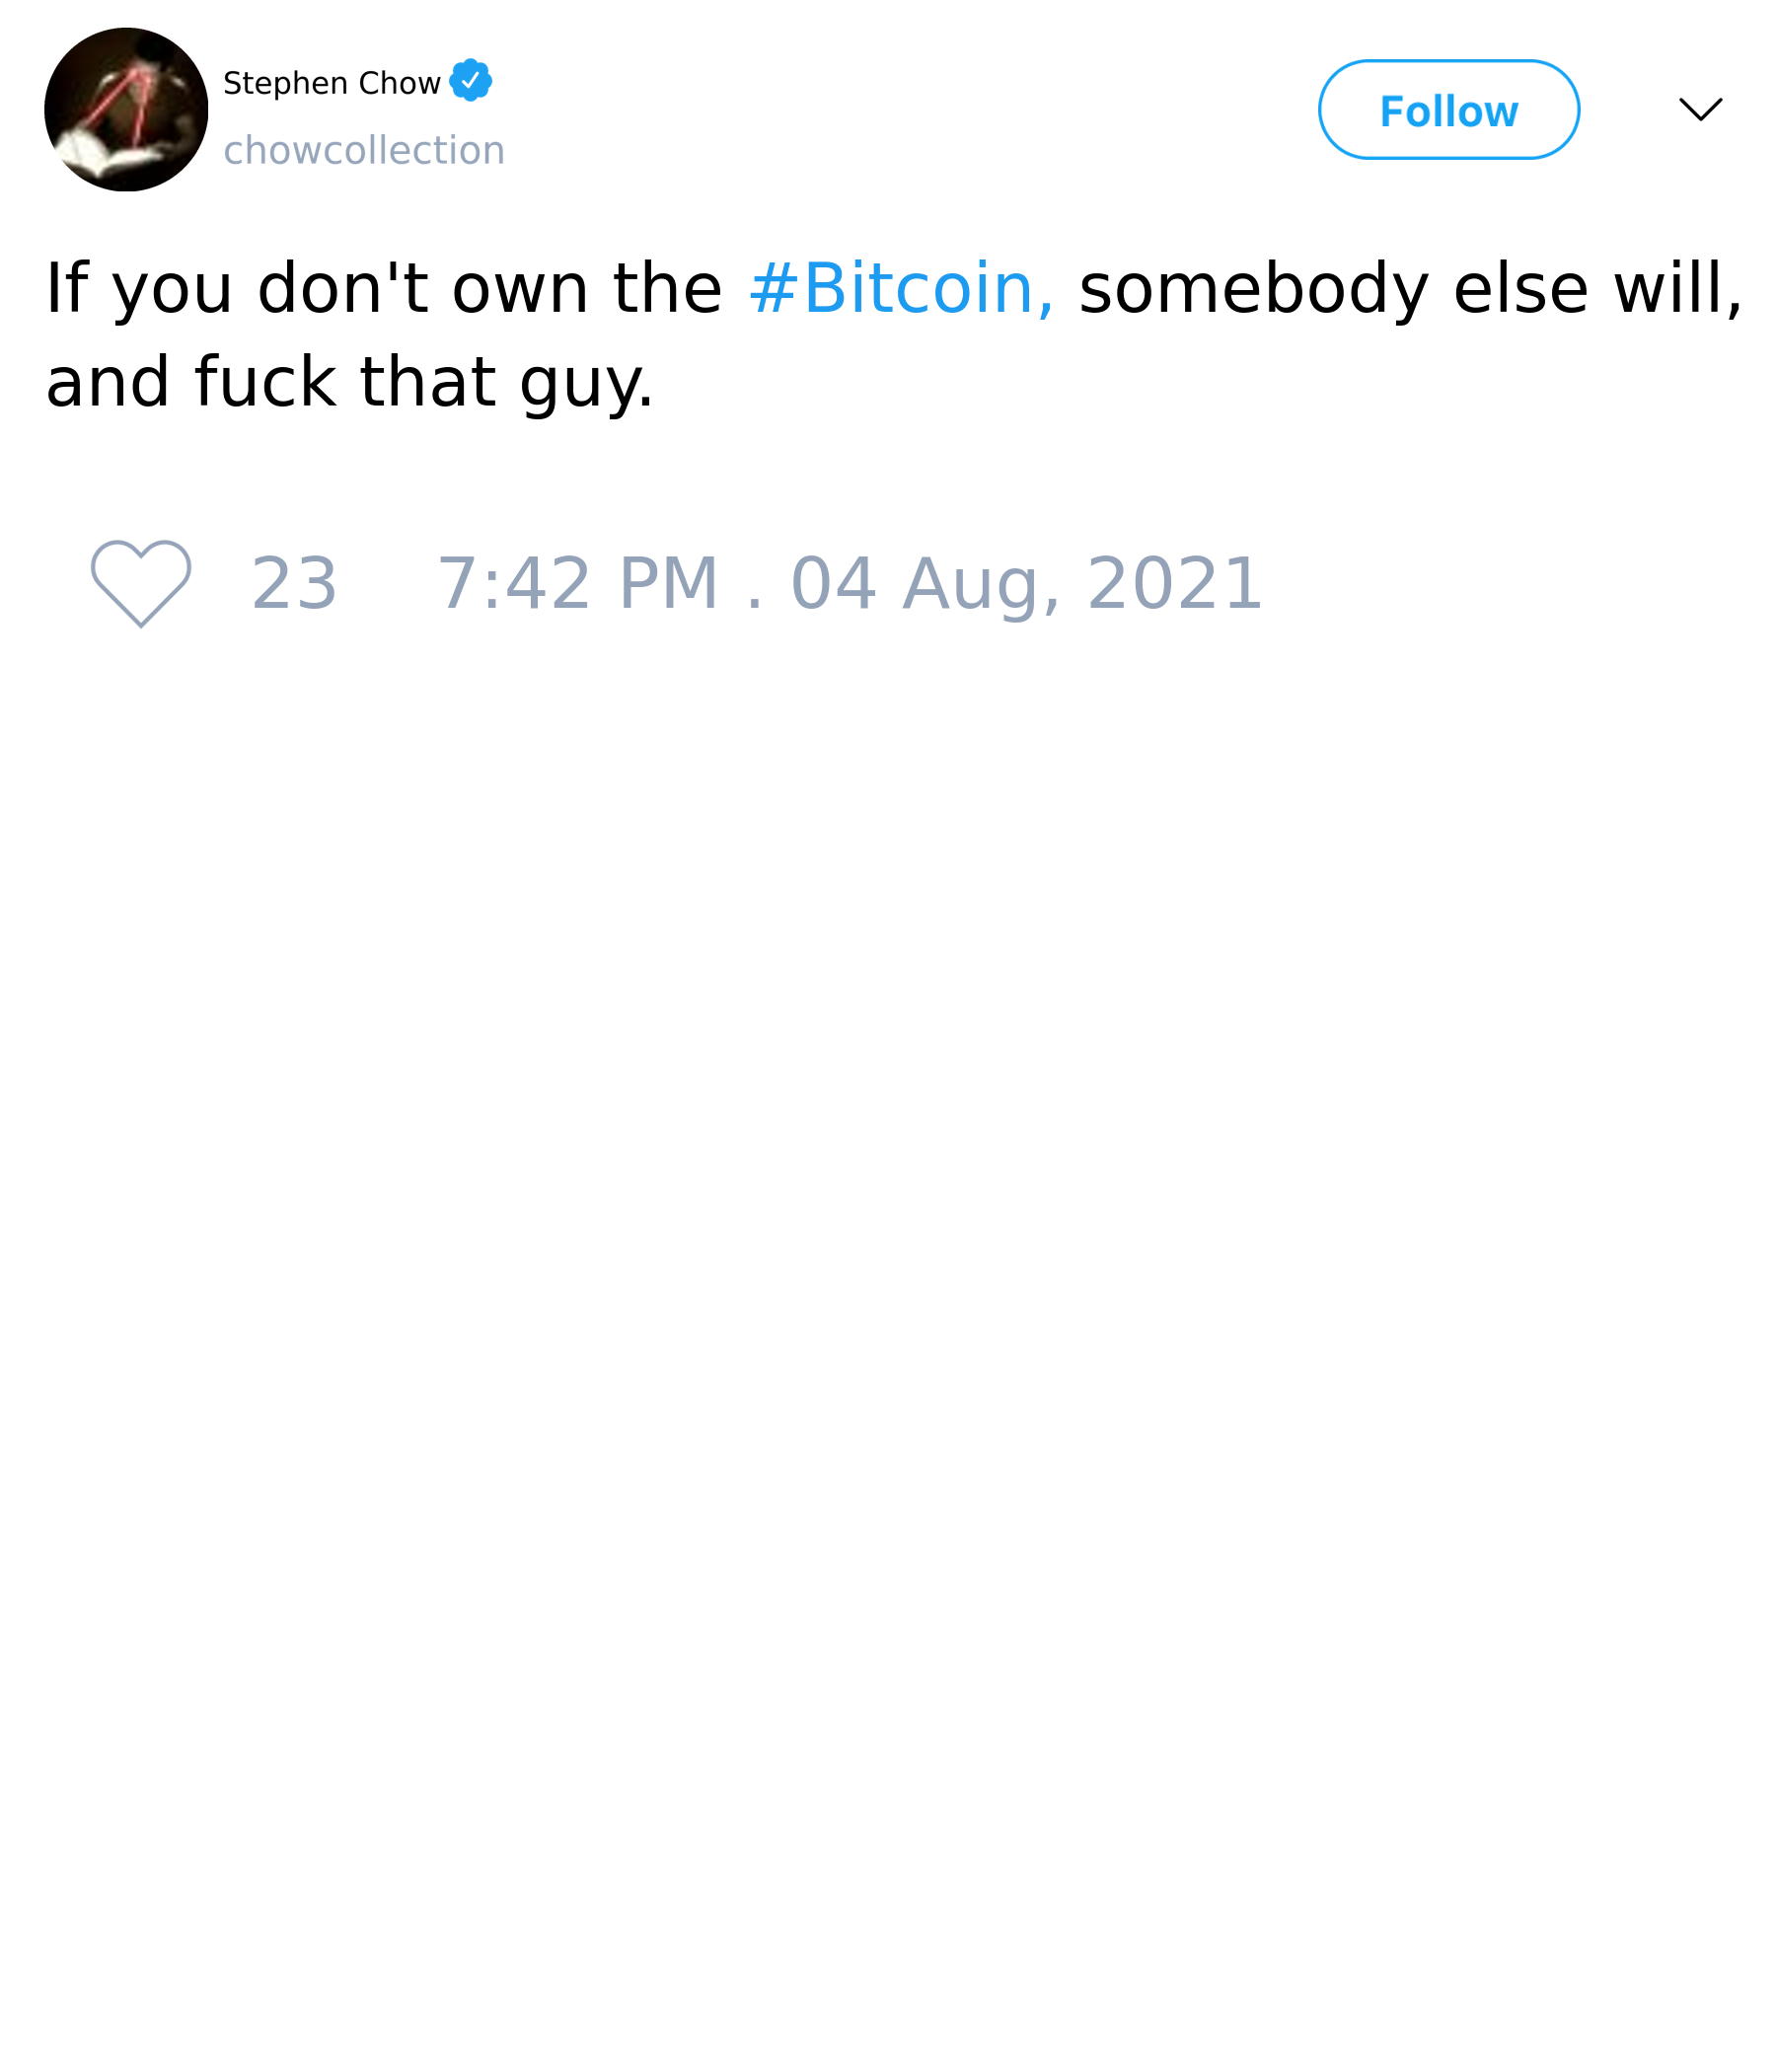 Stephen Chow
chowcollection
Follow
If you don't own the #Bitcoin, somebody else will,
and fuck that guy.
23 7:42 PM . 04 Aug, 2021